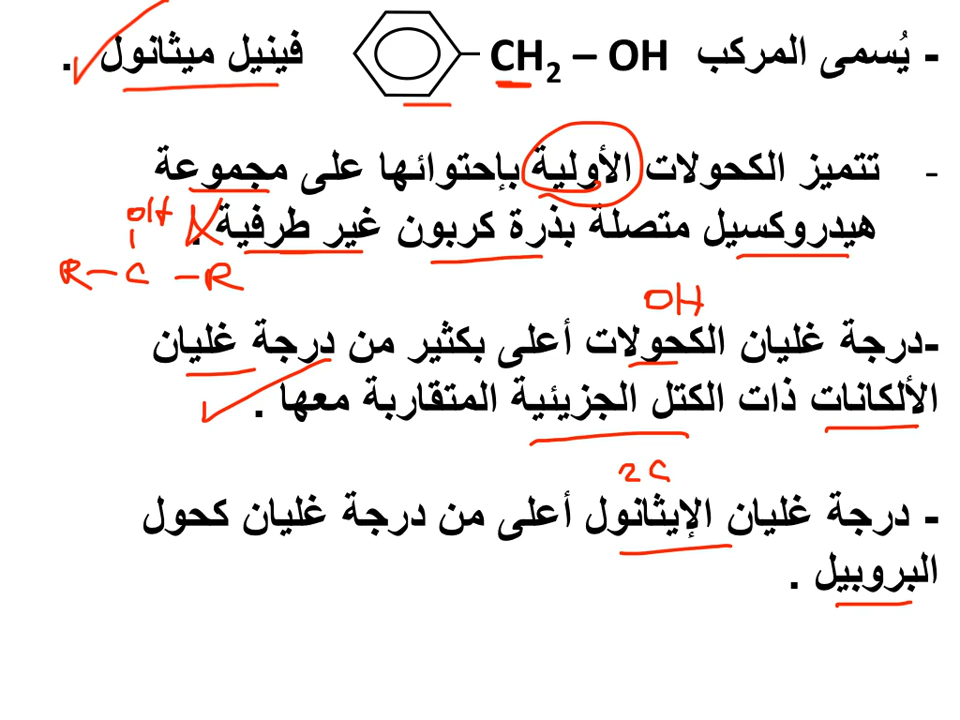 - يُسمى المركب CH₂ – OH فينيل ميثانول .
- تتميز الكحولات الأولية بإحتوائها على مجموعة
هيدروكسيل متصلة بذرة كربون غير طرفية .
OH
R – C – R
OH
-درجة غليان الكحولات أعلى بكثير من درجة غليان
الألكانات ذات الكتل الجزيئية المتقاربة معها .
2C
- درجة غليان الإيثانول أعلى من درجة غليان كحول
البروبيل .